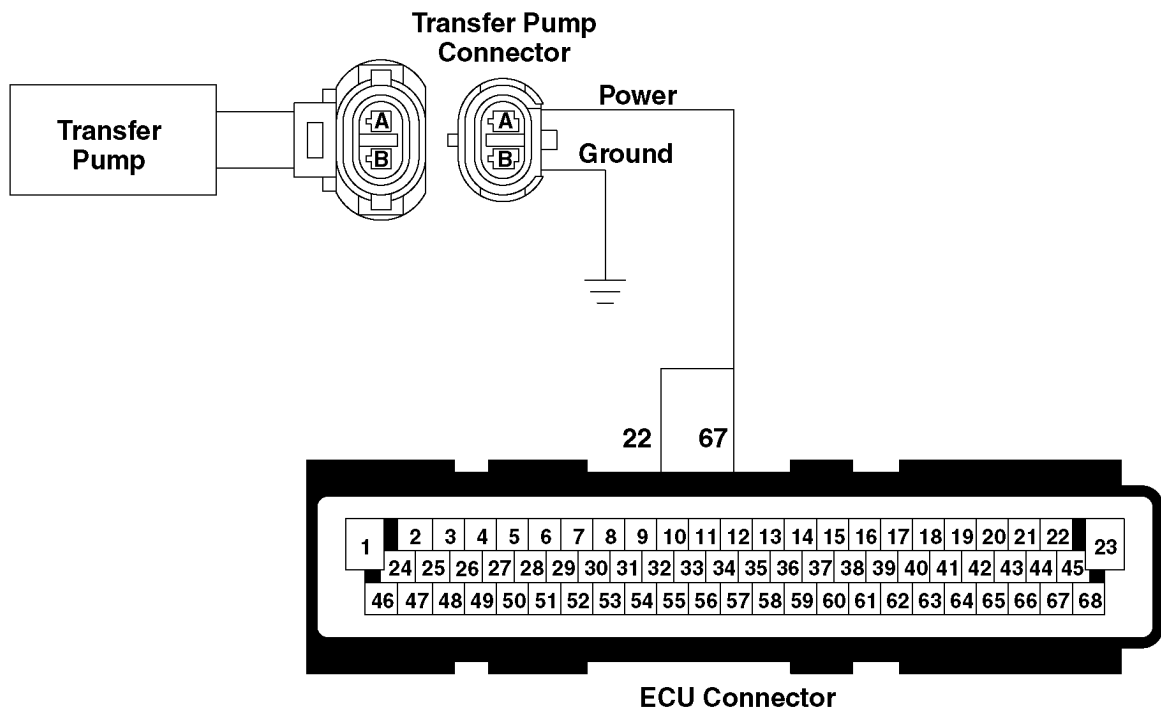 Transfer Pump
Connector
Power
Transfer
Pump
A
B
A
B
Ground
22 67
1 2 3 4 5 6 7 8 9 10 11 12 13 14 15 16 17 18 19 20 21 22 23
24 25 26 27 28 29 30 31 32 33 34 35 36 37 38 39 40 41 42 43 44 45
46 47 48 49 50 51 52 53 54 55 56 57 58 59 60 61 62 63 64 65 66 67 68
ECU Connector